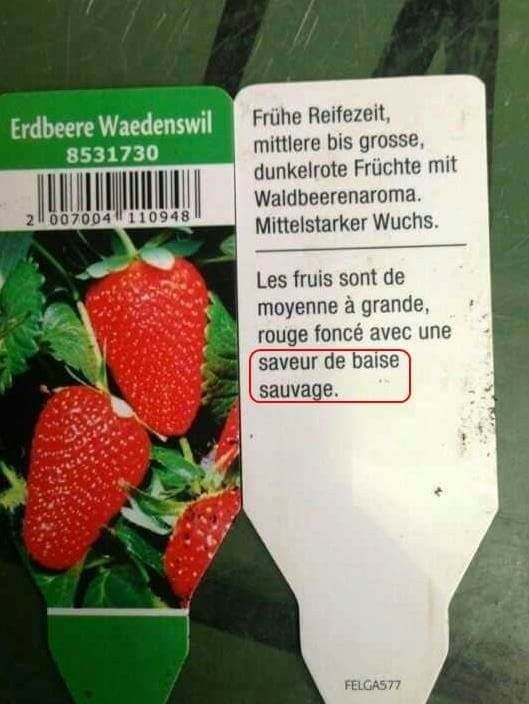 Erdbeere Waedenswil
8531730
2 007004 110948
Frühe Reifezeit,
mittlere bis grosse,
dunkelrote Früchte mit
Waldbeerenaroma.
Mittelstarker Wuchs.
Les fruis sont de
moyenne à grande,
rouge foncé avec une
saveur de baise
sauvage.
FELGA577